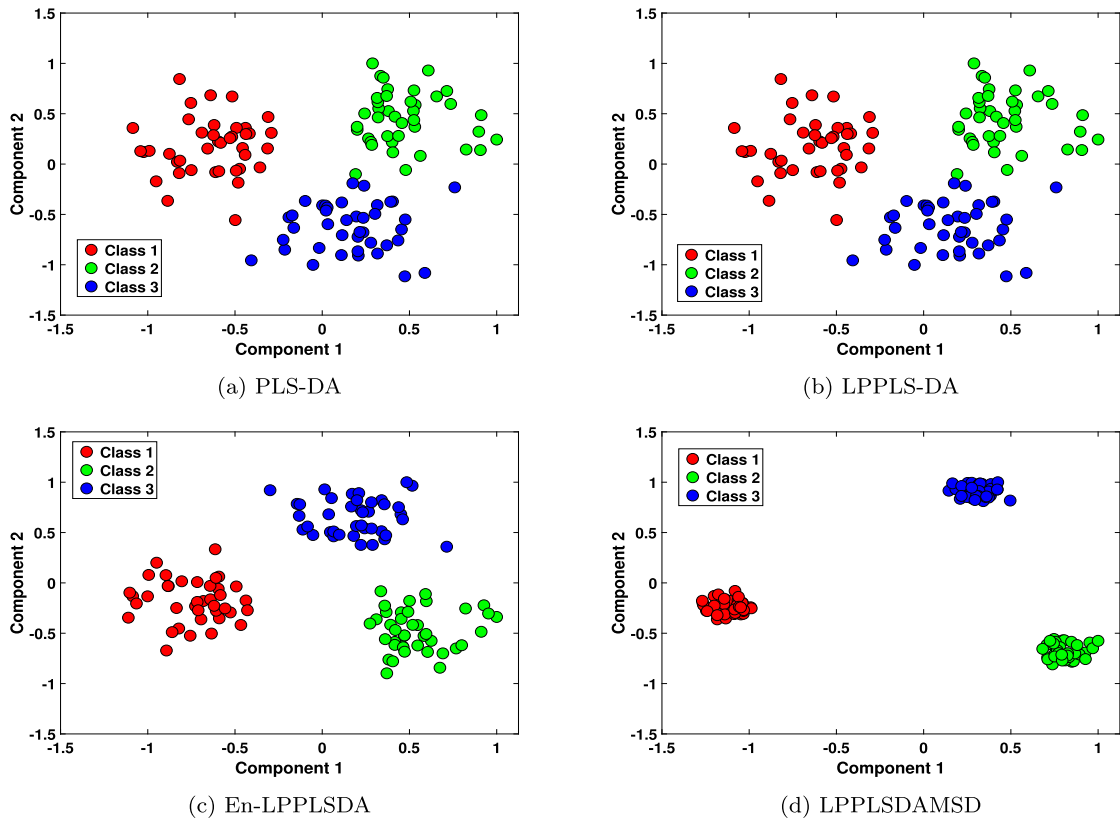 1.5
1
0.5
0
-0.5
-1
-1.5
Component 2
Class 1
Class 2
Class 3
-1.5 -1 -0.5 0 0.5 1
Component 1
(a) PLS-DA
1.5
1
0.5
0
-0.5
-1
-1.5
Component 2
Class 1
Class 2
Class 3
-1.5 -1 -0.5 0 0.5 1
Component 1
(b) LPPLS-DA
1.5
1
0.5
0
-0.5
-1
-1.5
Component 2
Class 1
Class 2
Class 3
-1.5 -1 -0.5 0 0.5 1
Component 1
(c) En-LPPLSDA
1.5
1
0.5
0
-0.5
-1
-1.5
Component 2
Class 1
Class 2
Class 3
-1.5 -1 -0.5 0 0.5 1
Component 1
(d) LPPLSDAMSD